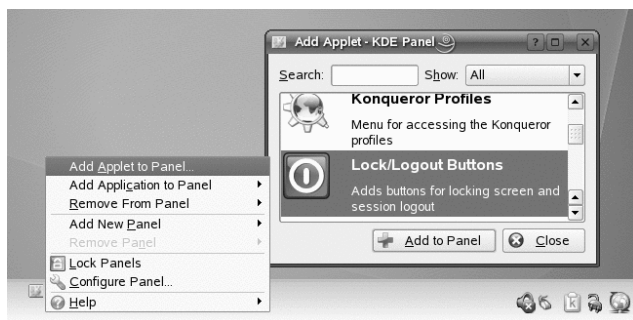 Add Applet - KDE Panel
Search:
Show: All
Konqueror Profiles
Menu for accessing the Konqueror
profiles
Lock/Logout Buttons
Adds buttons for locking screen and
session logout
Add to Panel
Close
Add Applet to Panel...
Add Application to Panel
Remove From Panel
Add New Panel
Remove Panel
Lock Panels
Configure Panel...
Help